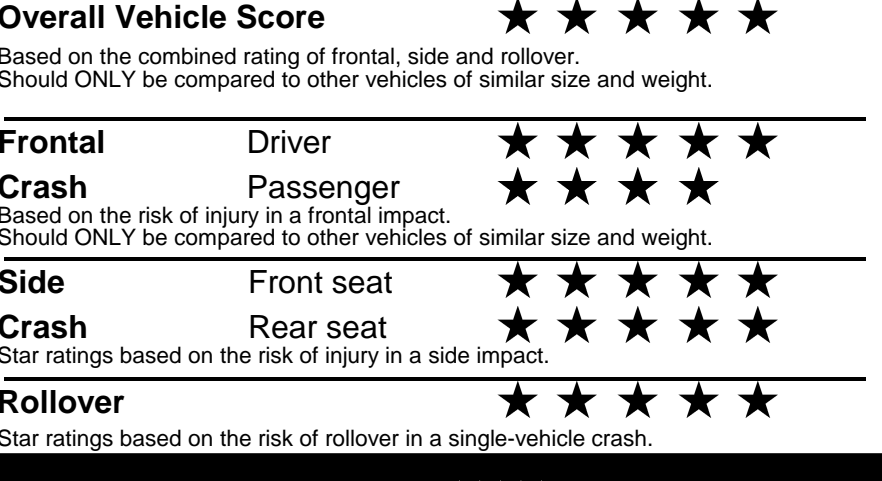 Overall Vehicle Score ★ ★ ★ ★ ★
Based on the combined rating of frontal, side and rollover.
Should ONLY be compared to other vehicles of similar size and weight.
Frontal Driver ★ ★ ★ ★ ★
Crash Passenger ★ ★ ★ ★
Based on the risk of injury in a frontal impact.
Should ONLY be compared to other vehicles of similar size and weight.
Side Front seat ★ ★ ★ ★ ★
Crash Rear seat ★ ★ ★ ★ ★
Star ratings based on the risk of injury in a side impact.
Rollover ★ ★ ★ ★ ★
Star ratings based on the risk of rollover in a single-vehicle crash.